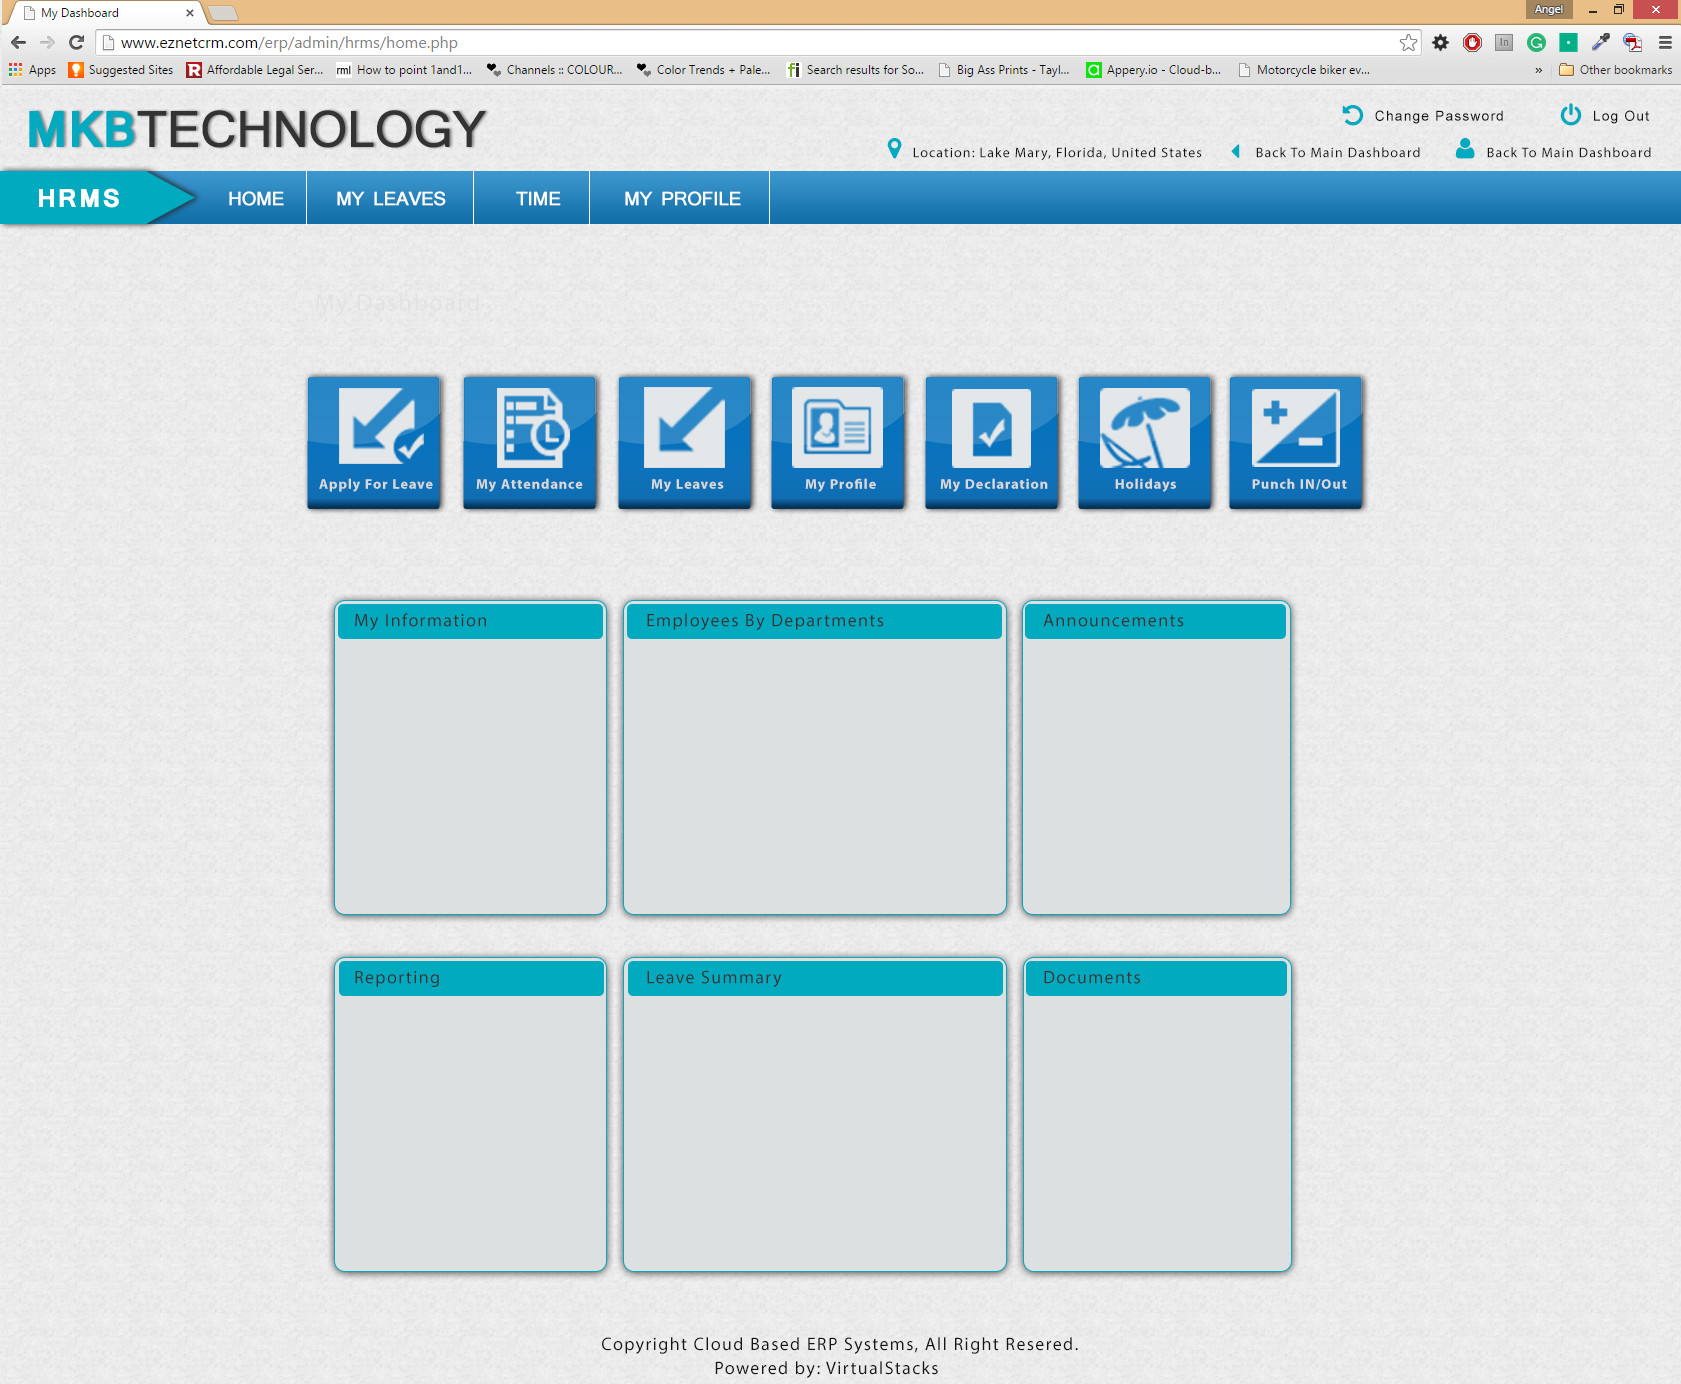 My Dashboard
Angel
www.eznetcrm.com/erp/admin/hrms/home.php
In
Apps
Suggested Sites
R
Affordable Legal Ser...
rml
How to point 1and1...
Channels :: COLOUR...
Color Trends + Pale...
fi
Search results for So...
Big Ass Prints - Tayl...
a
Appery.io - Cloud-b...
Motorcycle biker ev...
»
Other bookmarks
MKBTECHNOLOGY
Change Password
Log Out
Location: Lake Mary, Florida, United States
Back To Main Dashboard
Back To Main Dashboard
HRMS
HOME
MY LEAVES
TIME
MY PROFILE
My Dashboard
Apply For Leave
My Attendance
My Leaves
My Profile
My Declaration
Holidays
Punch IN/Out
My Information
Employees By Departments
Announcements
Reporting
Leave Summary
Documents
Copyright Cloud Based ERP Systems, All Right Resered.
Powered by: VirtualStacks